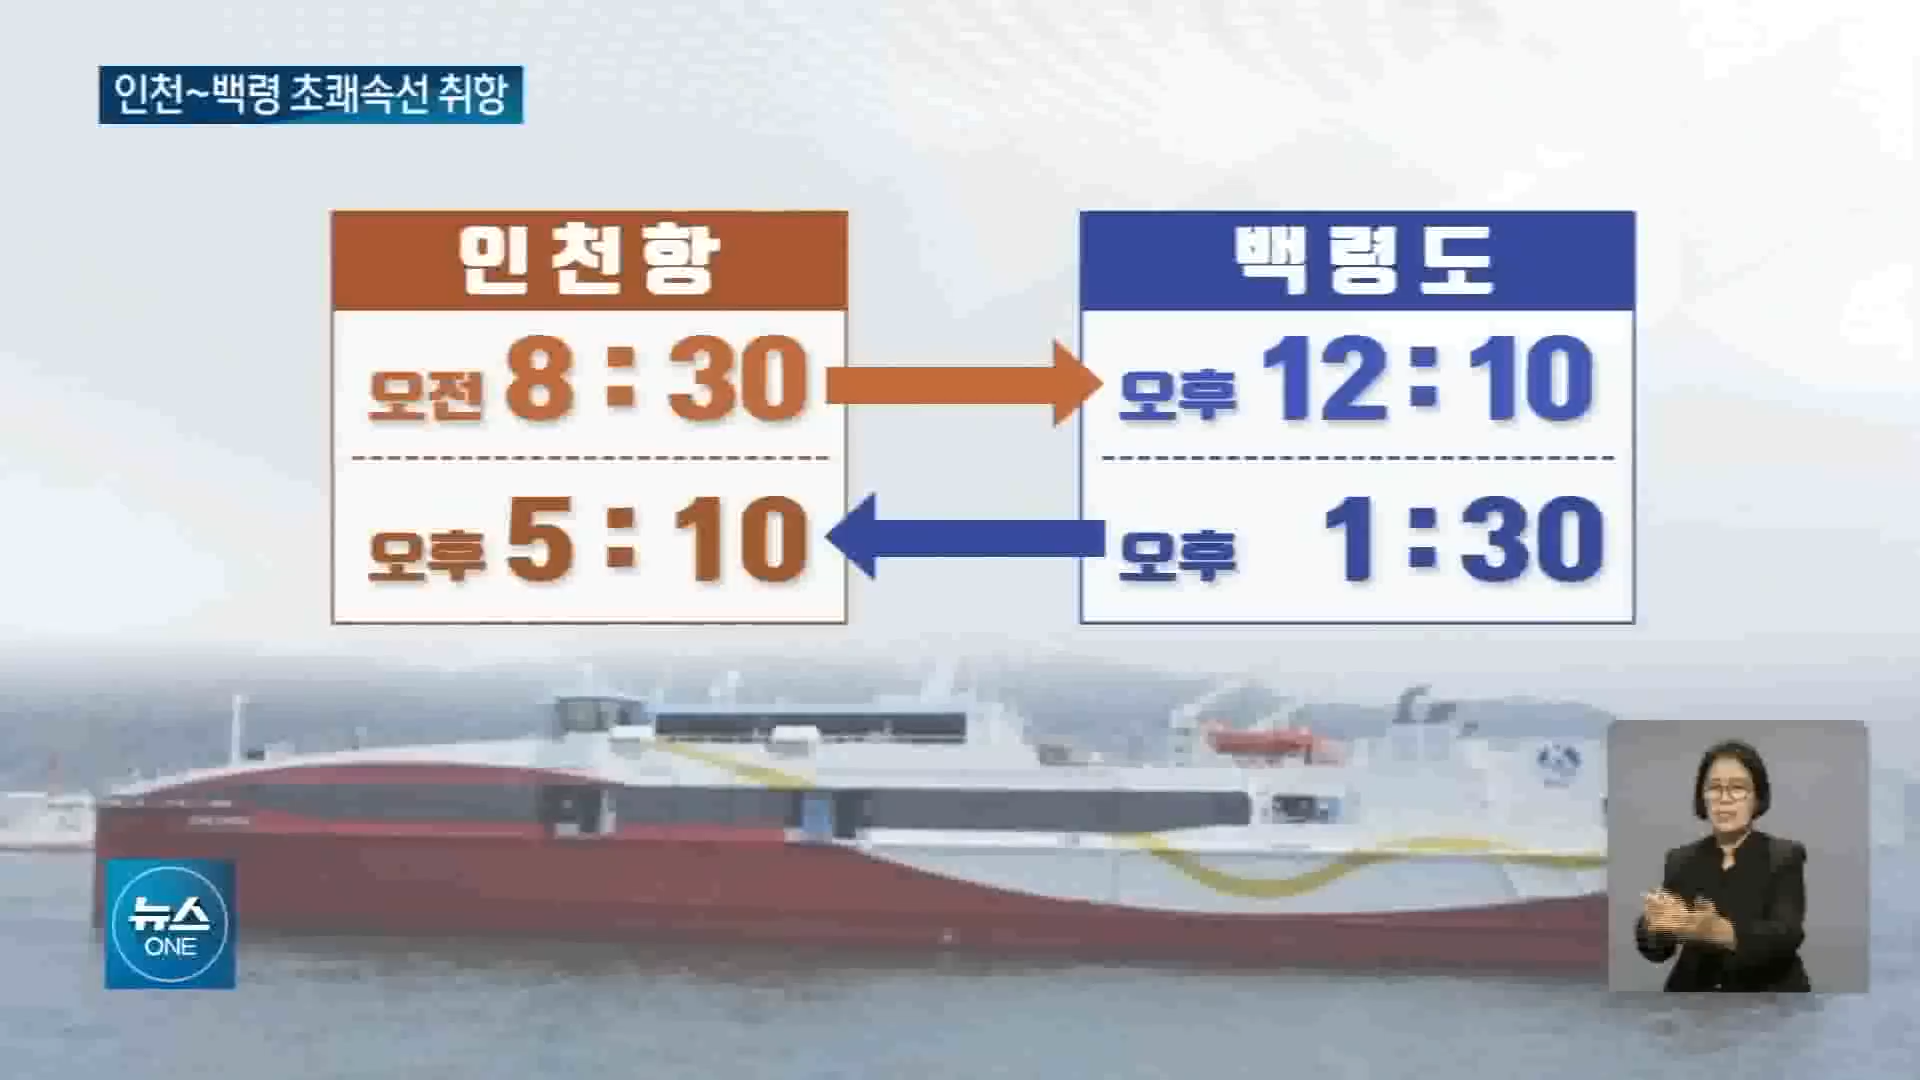 인천~백령 초쾌속선 취항
인천항
백령도
오전 8:30
오후 12:10
오후 5:10
오후 1:30
뉴스
ONE